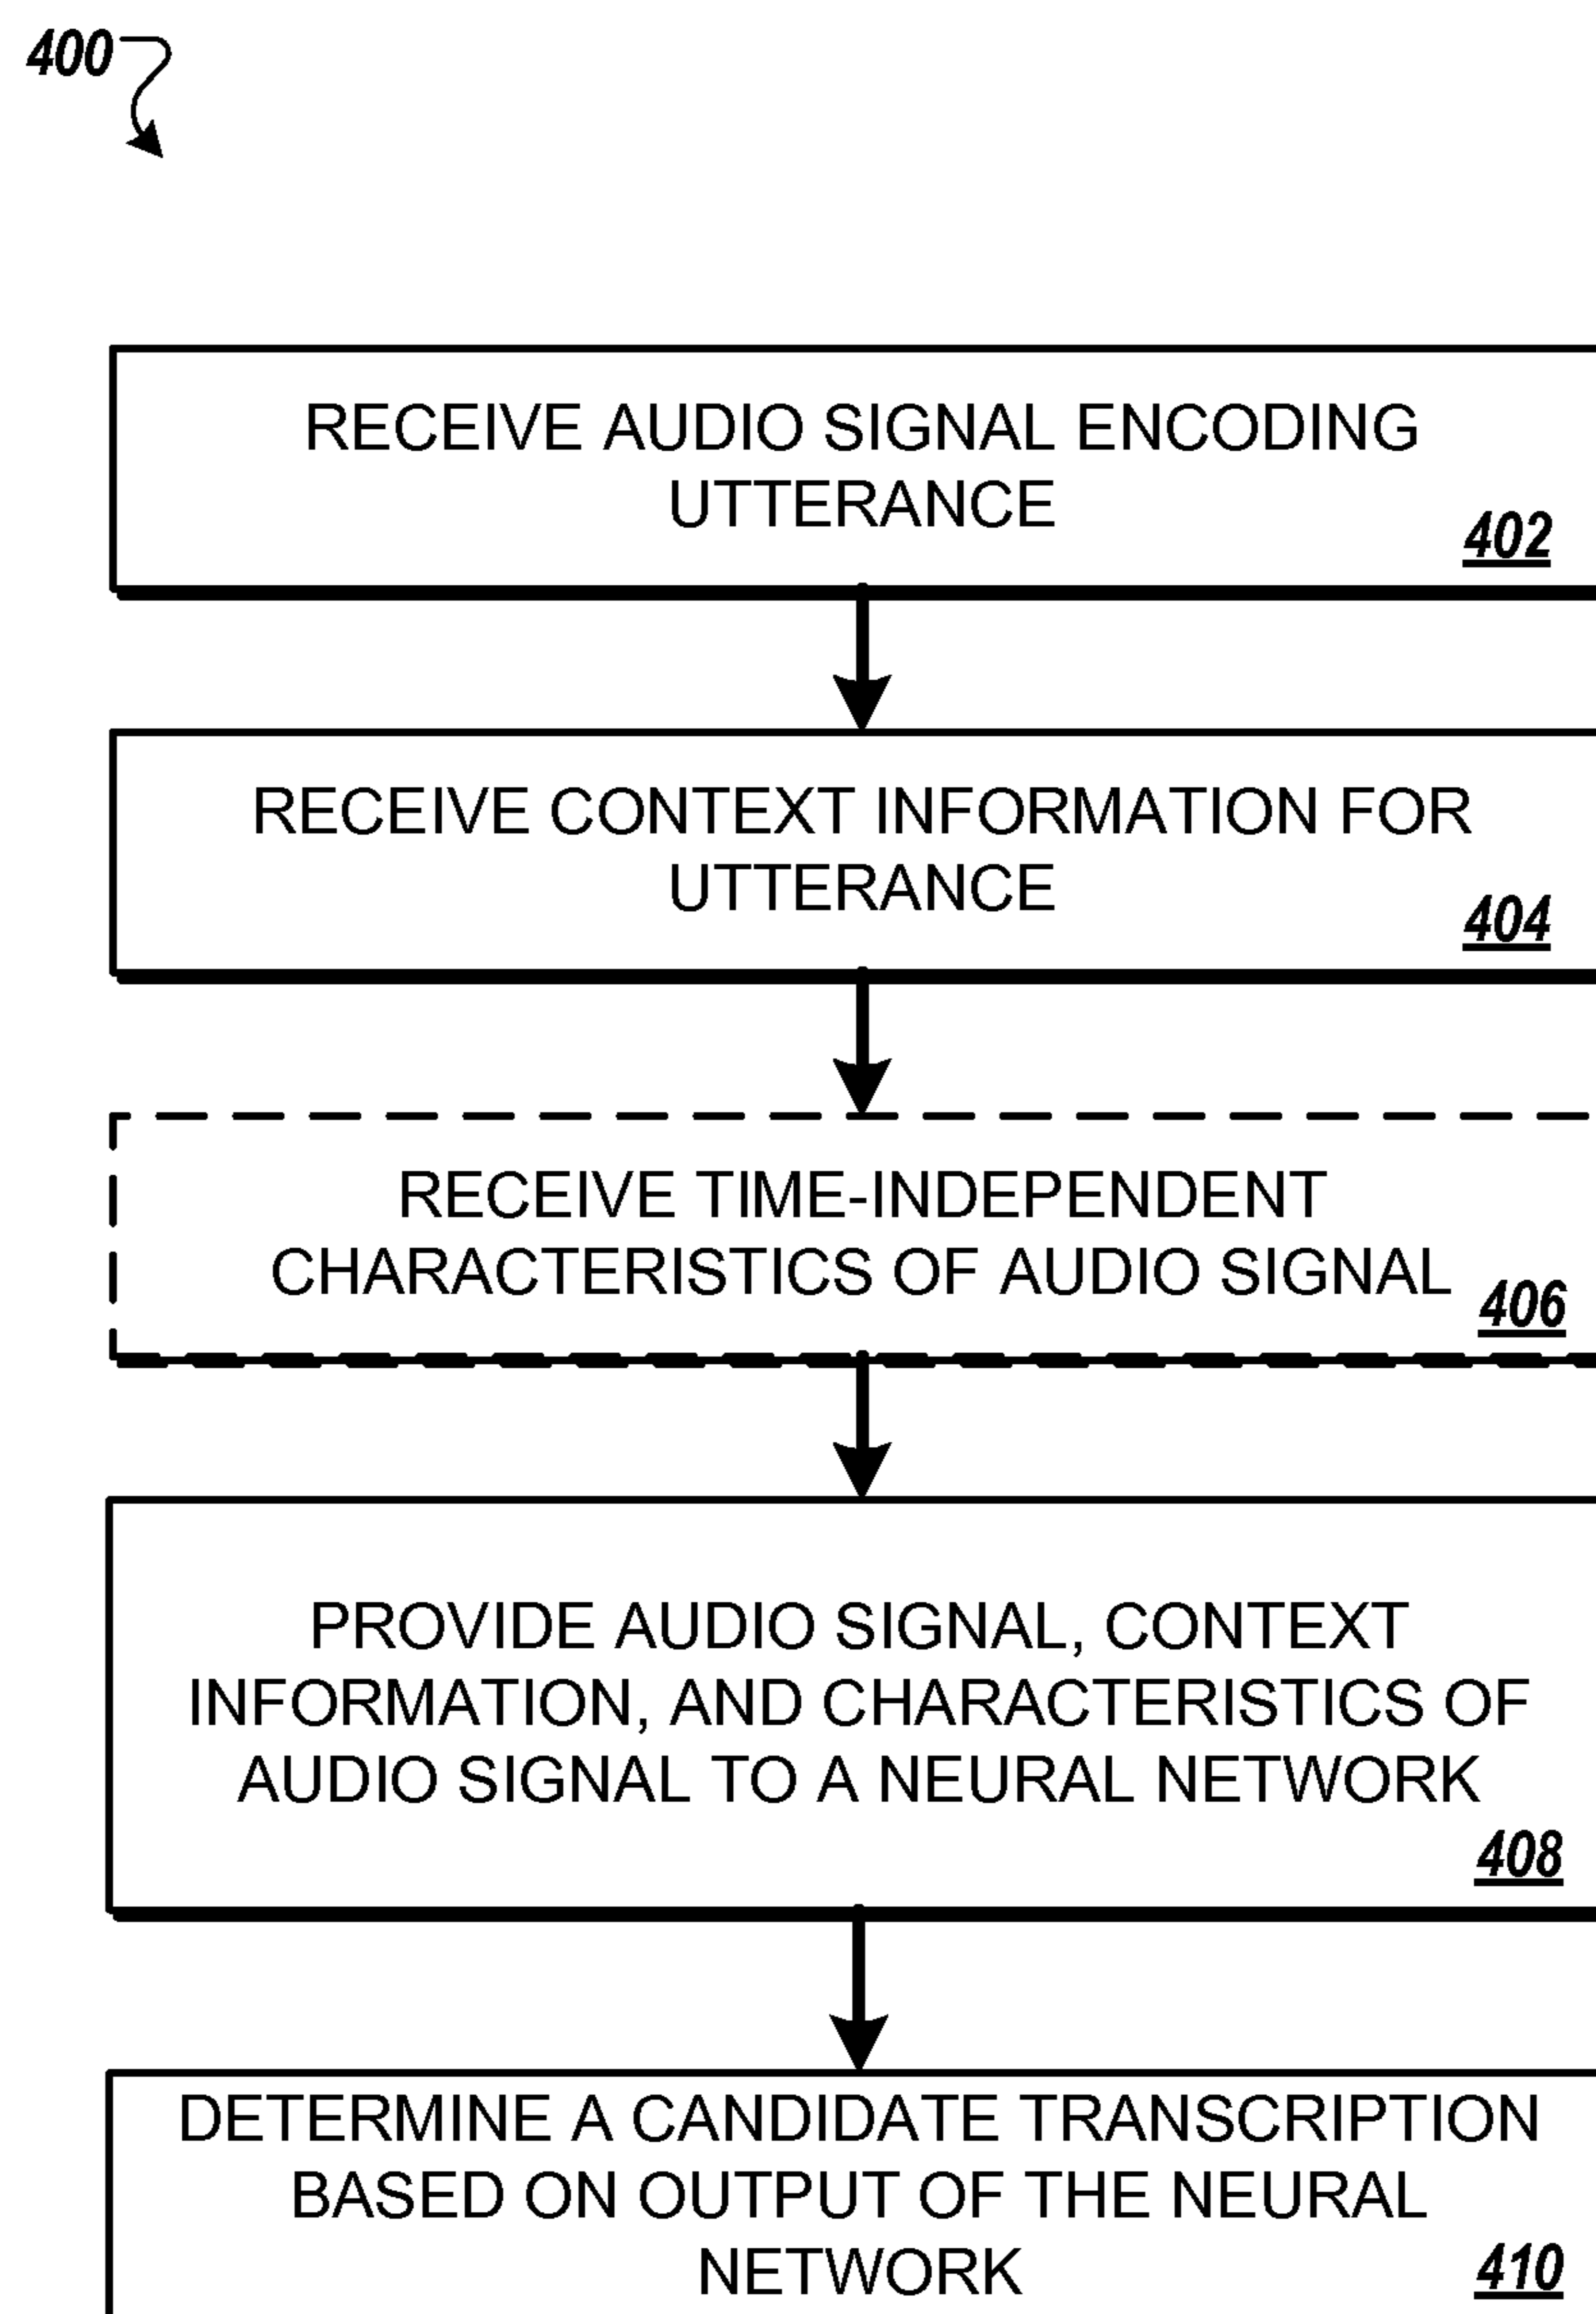 400
RECEIVE AUDIO SIGNAL ENCODING
UTTERANCE
402
RECEIVE CONTEXT INFORMATION FOR
UTTERANCE
404
RECEIVE TIME-INDEPENDENT
CHARACTERISTICS OF AUDIO SIGNAL
406
PROVIDE AUDIO SIGNAL, CONTEXT
INFORMATION, AND CHARACTERISTICS OF
AUDIO SIGNAL TO A NEURAL NETWORK
408
DETERMINE A CANDIDATE TRANSCRIPTION
BASED ON OUTPUT OF THE NEURAL
NETWORK
410